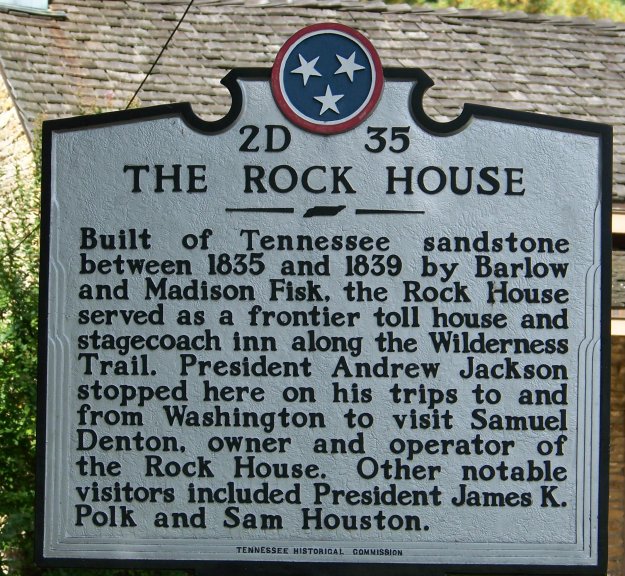 2D 35
THE ROCK HOUSE
Built of Tennessee sandstone
between 1835 and 1839 by Barlow
and Madison Fisk, the Rock House
served as a frontier toll house and
stagecoach inn along the Wilderness
Trail. President Andrew Jackson
stopped here on his trips to and
from Washington to visit Samuel
Denton, owner and operator of
the Rock House. Other notable
visitors included President James K.
Polk and Sam Houston.
TENNESSEE HISTORICAL COMMISSION